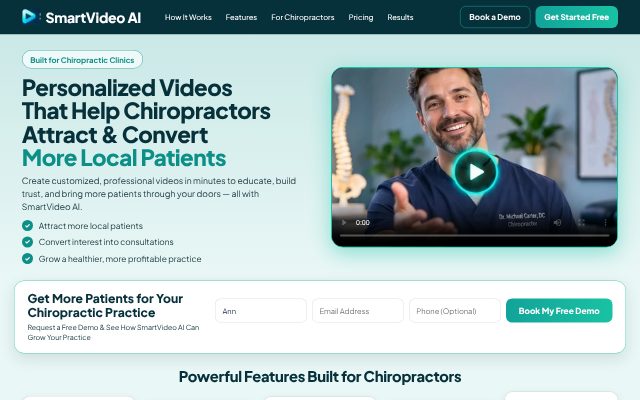 SmartVideo AI
How It Works
Features
For Chiropractors
Pricing
Results
Book a Demo
Get Started Free
Built for Chiropractic Clinics
Personalized Videos
That Help Chiropractors
Attract & Convert
More Local Patients
Create customized, professional videos in minutes to educate, build
trust, and bring more patients through your doors — all with
SmartVideo AI.
Attract more local patients
Convert interest into consultations
Grow a healthier, more profitable practice
Dr. Michael Carter, DC
Chiropractor
0:00
Get More Patients for Your
Chiropractic Practice
Request a Free Demo & See How SmartVideo AI Can
Grow Your Practice
Ann
Email Address
Phone (Optional)
Book My Free Demo
Powerful Features Built for Chiropractors